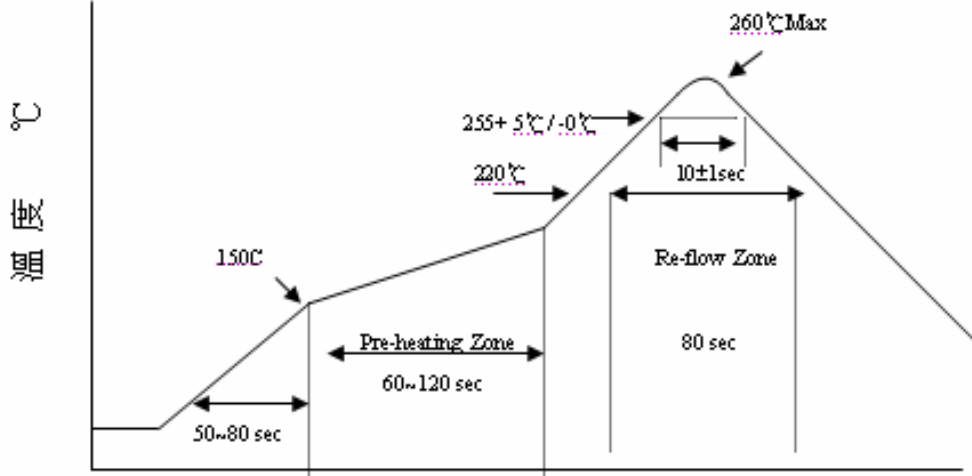 260℃Max
255+ 5℃/ -0℃
10±1sec
220℃
150C
Re-flow Zone
Pre-heating Zone
80 sec
60~120 sec
50~80 sec
温度 ℃